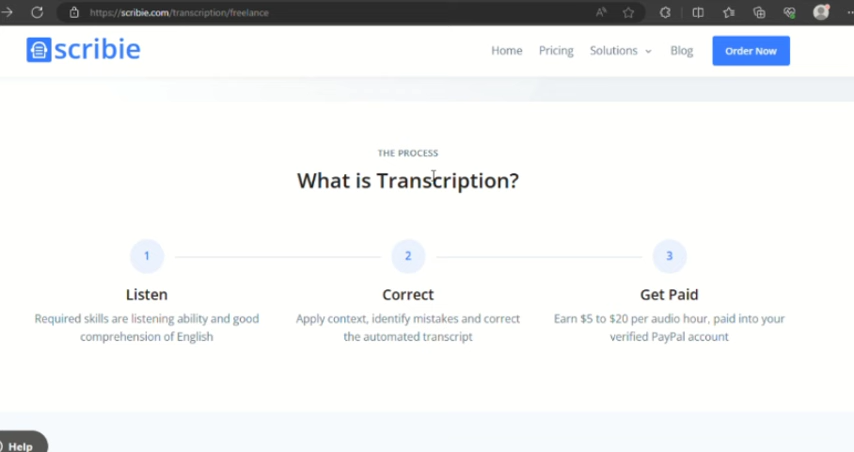 https://scribie.com/transcription/freelance
scribie
Home Pricing Solutions Blog Order Now
THE PROCESS
What is Transcription?
1 2 3
Listen Correct Get Paid
Required skills are listening ability and good Apply context, identify mistakes and correct Earn $5 to $20 per audio hour, paid into your
comprehension of English the automated transcript verified PayPal account
Help